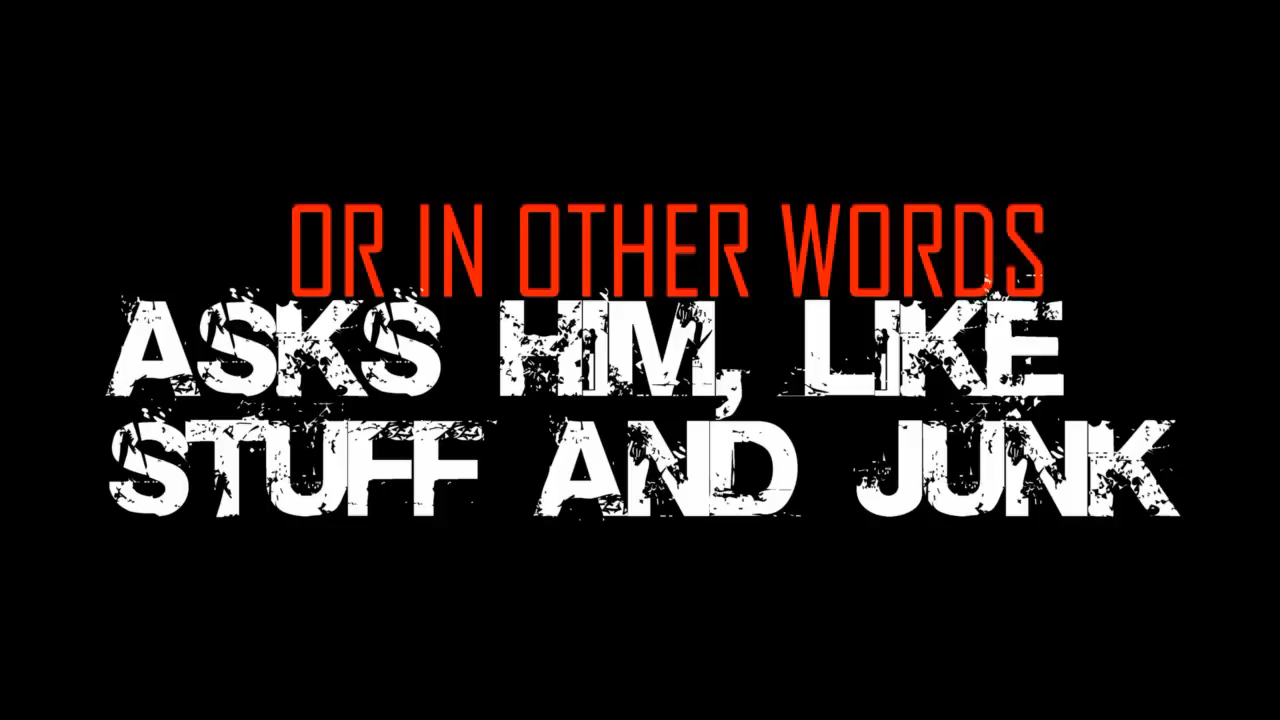 OR IN OTHER WORDS
ASKS HIM, LIKE
STUFF AND JUNK